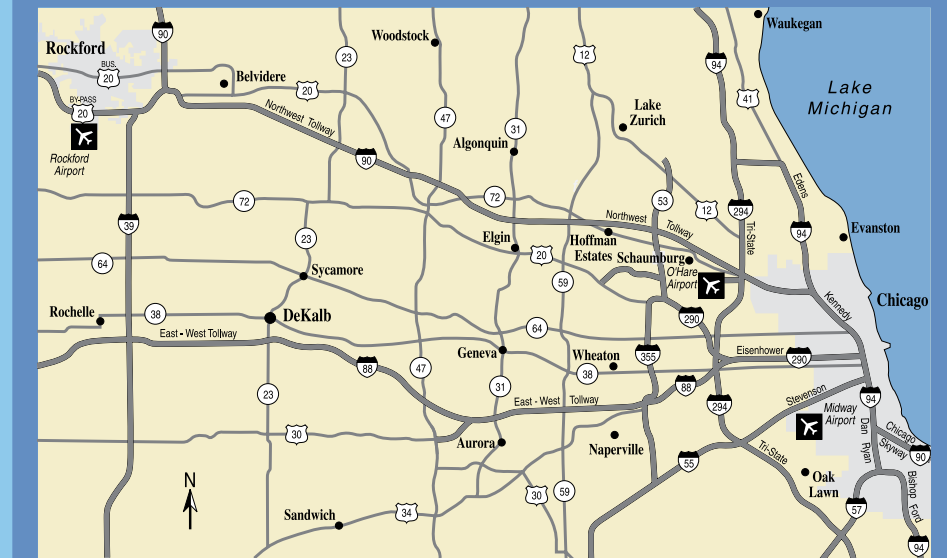 Waukegan
90
Woodstock
Rockford
23
12
94
BUS.
20
Belvidere
20
41
Lake
Michigan
BY-PASS
20
Northwest Tollway
47
31
Lake
Zurich
Algonquin
Rockford
Airport
90
Edens
72
72
53
12
294
39
Northwest
Tollway
Tri-State
94
Evanston
23
Elgin
20
Hoffman
Estates
Schaumburg
64
Sycamore
59
O'Hare
Airport
Chicago
Rochelle
38
DeKalb
290
Kennedy
East - West Tollway
64
Geneva
Wheaton
355
Eisenhower
290
88
47
38
31
88
23
East - West Tollway
294
Stevenson
94
Midway
Airport
30
Aurora
Naperville
Dan Ryan
Chicago
Skyway
90
55
Tri-State
Oak
Lawn
N
30
59
Bishop Ford
Sandwich
34
57
94